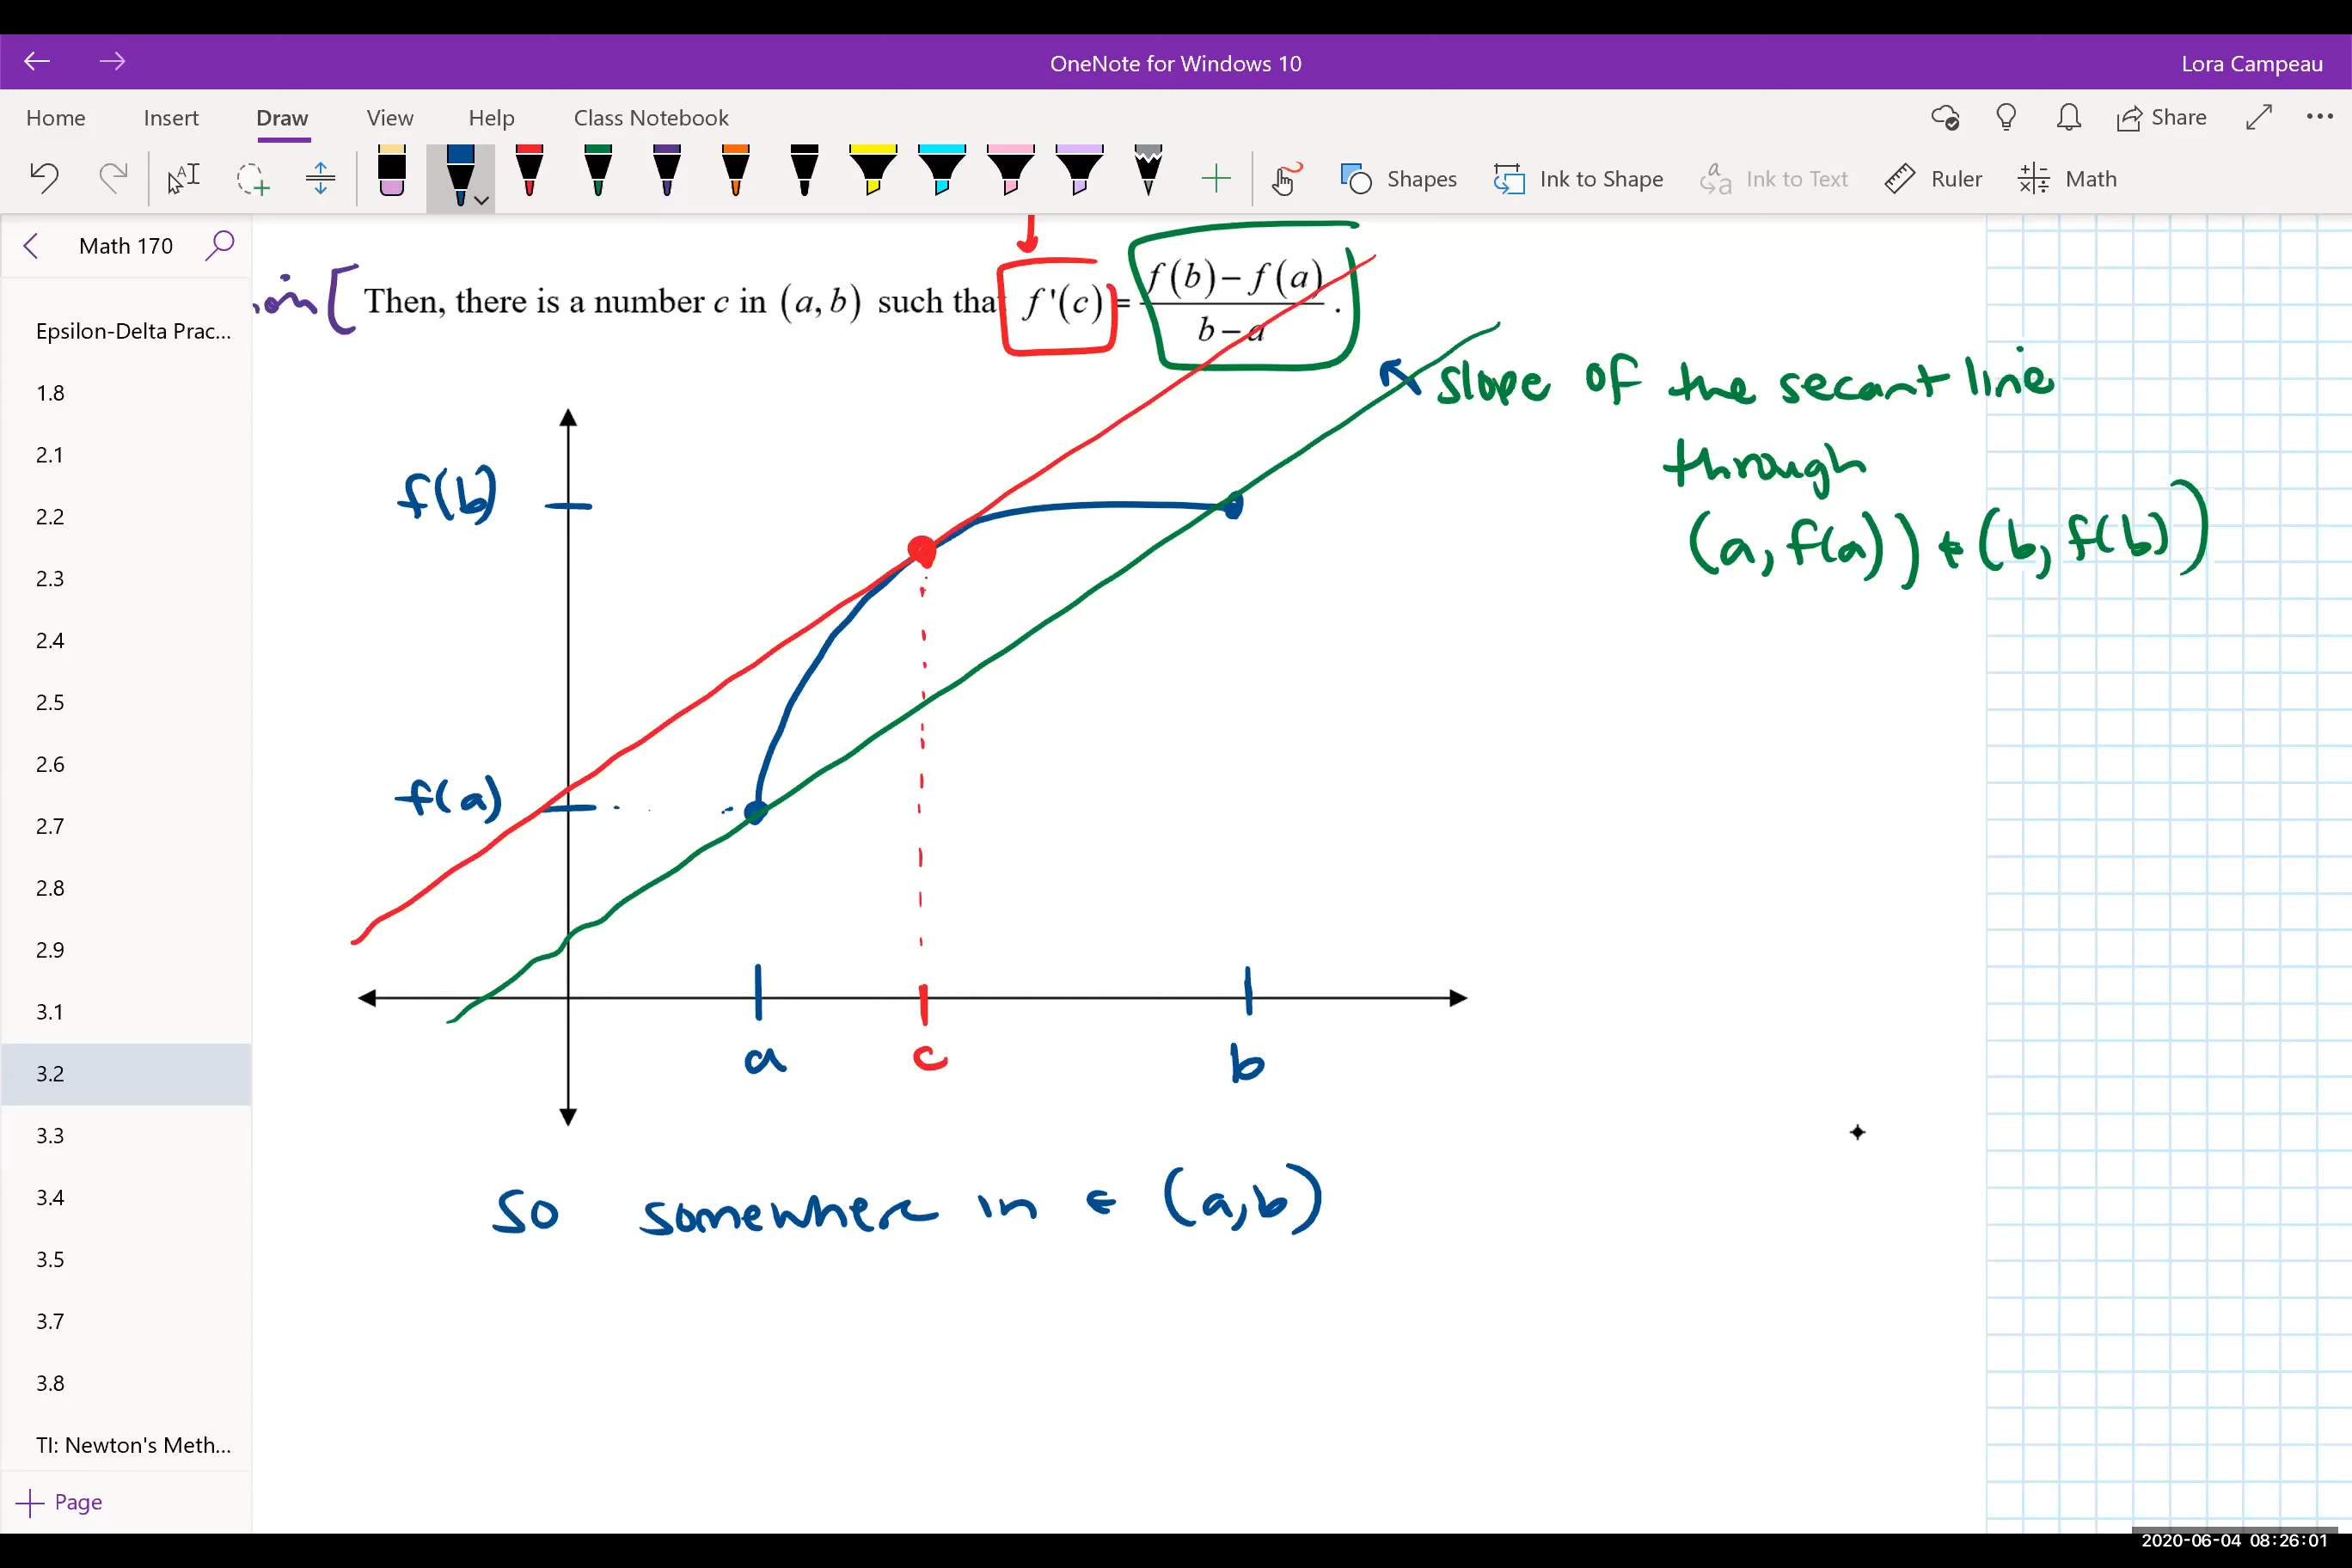 OneNote for Windows 10
Lora Campeau
Home Insert Draw View Help Class Notebook
Share
Shapes Ink to Shape Ink to Text Ruler Math
Math 170
Epsilon-Delta Prac...
1.8
2.1
2.2
2.3
2.4
2.5
2.6
2.7
2.8
2.9
3.1
3.2
3.3
3.4
3.5
3.7
3.8
TI: Newton's Meth...
Page
Then, there is a number c in (a, b) such tha f '(c) = f(b) − f(a) / b − a .
slope of the secant line
through
(a, f(a)) & (b, f(b))
f(b)
f(a)
a c b
so somewhere in (a,b)
2020-06-04 08:26:01